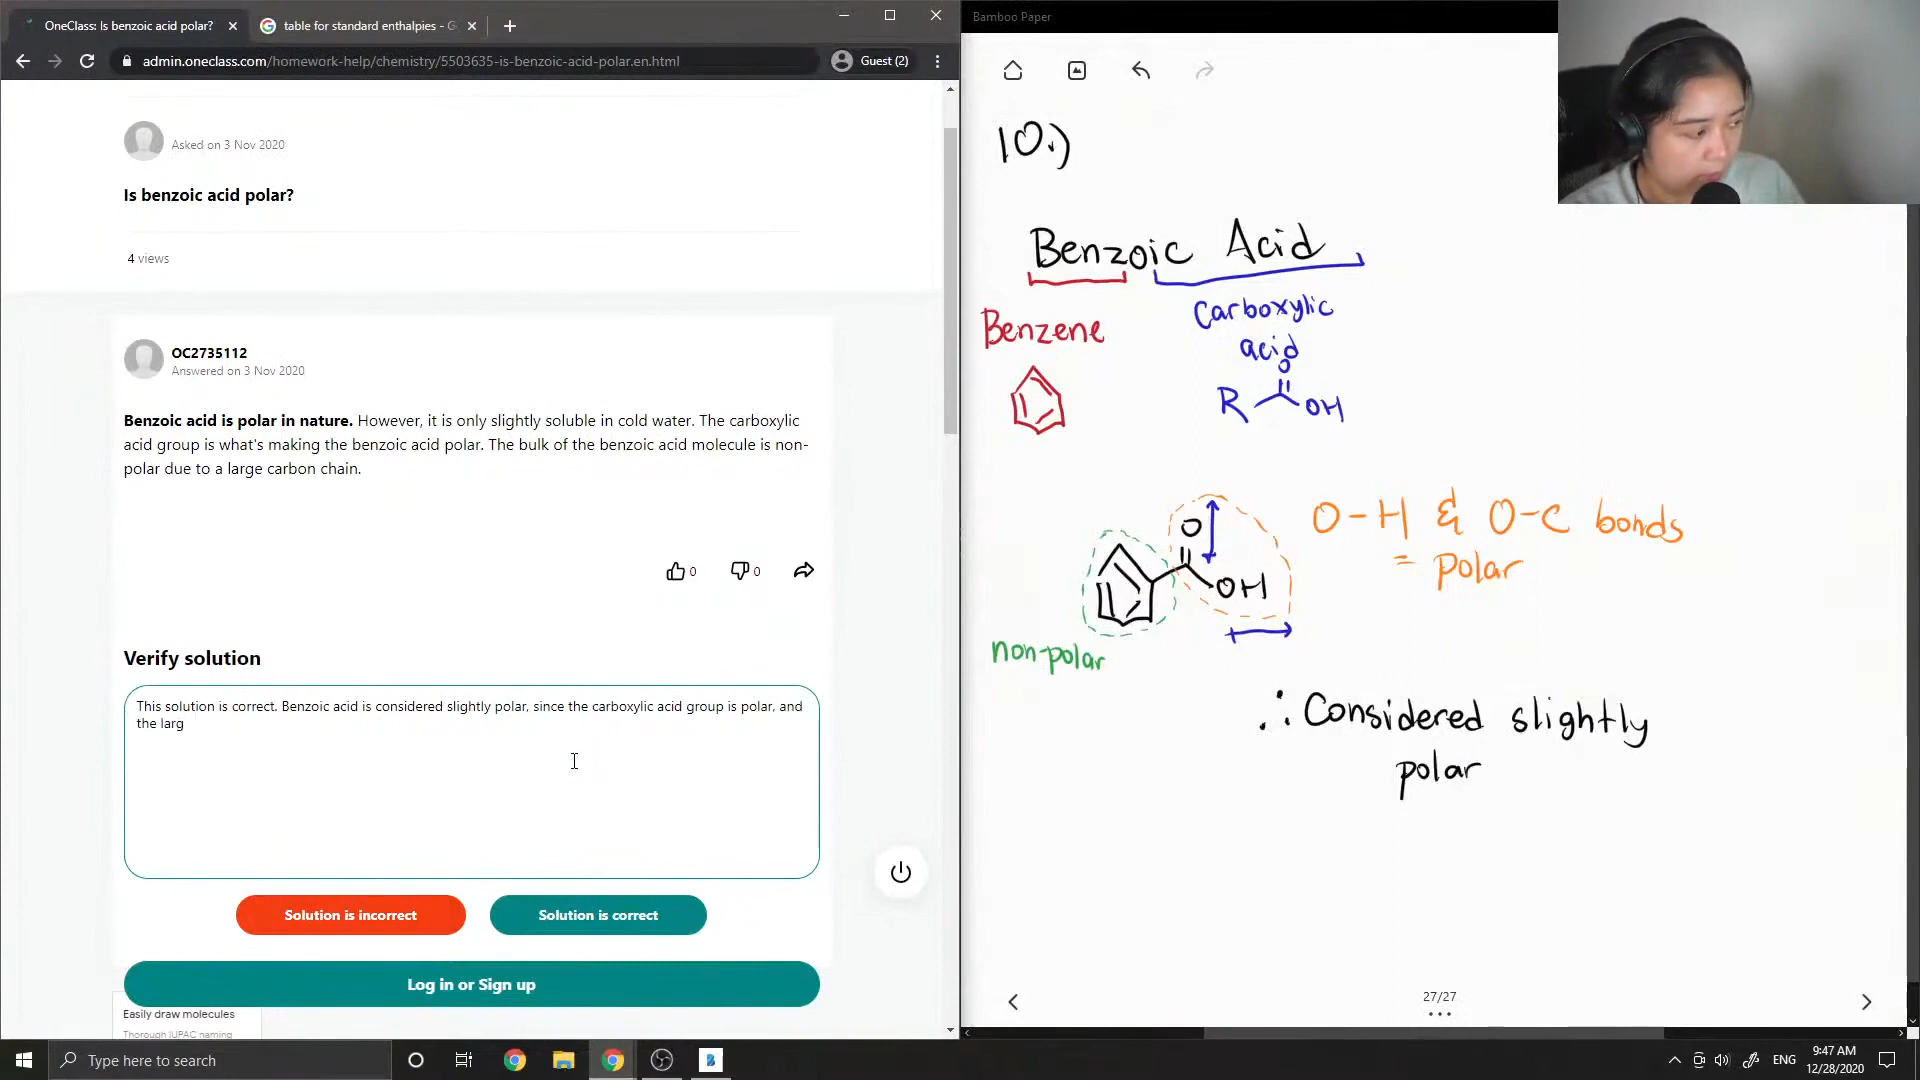 OneClass: Is benzoic acid polar?
table for standard enthalpies - G
admin.oneclass.com/homework-help/chemistry/5503635-is-benzoic-acid-polar.en.html
Guest (2)
Asked on 3 Nov 2020
Is benzoic acid polar?
4 views
OC2735112
Answered on 3 Nov 2020
Benzoic acid is polar in nature. However, it is only slightly soluble in cold water. The carboxylic
acid group is what's making the benzoic acid polar. The bulk of the benzoic acid molecule is non-
polar due to a large carbon chain.
0
0
Verify solution
This solution is correct. Benzoic acid is considered slightly polar, since the carboxylic acid group is polar, and
the larg
Solution is incorrect
Solution is correct
Log in or Sign up
Easily draw molecules
Thorough IUPAC naming
Bamboo Paper
10.)
Benzoic Acid
Benzene
Carboxylic
acid
O
R
OH
O
OH
O-H & O-C bonds
= polar
non-polar
∴ Considered slightly
polar
27/27
Type here to search
ENG
9:47 AM
12/28/2020